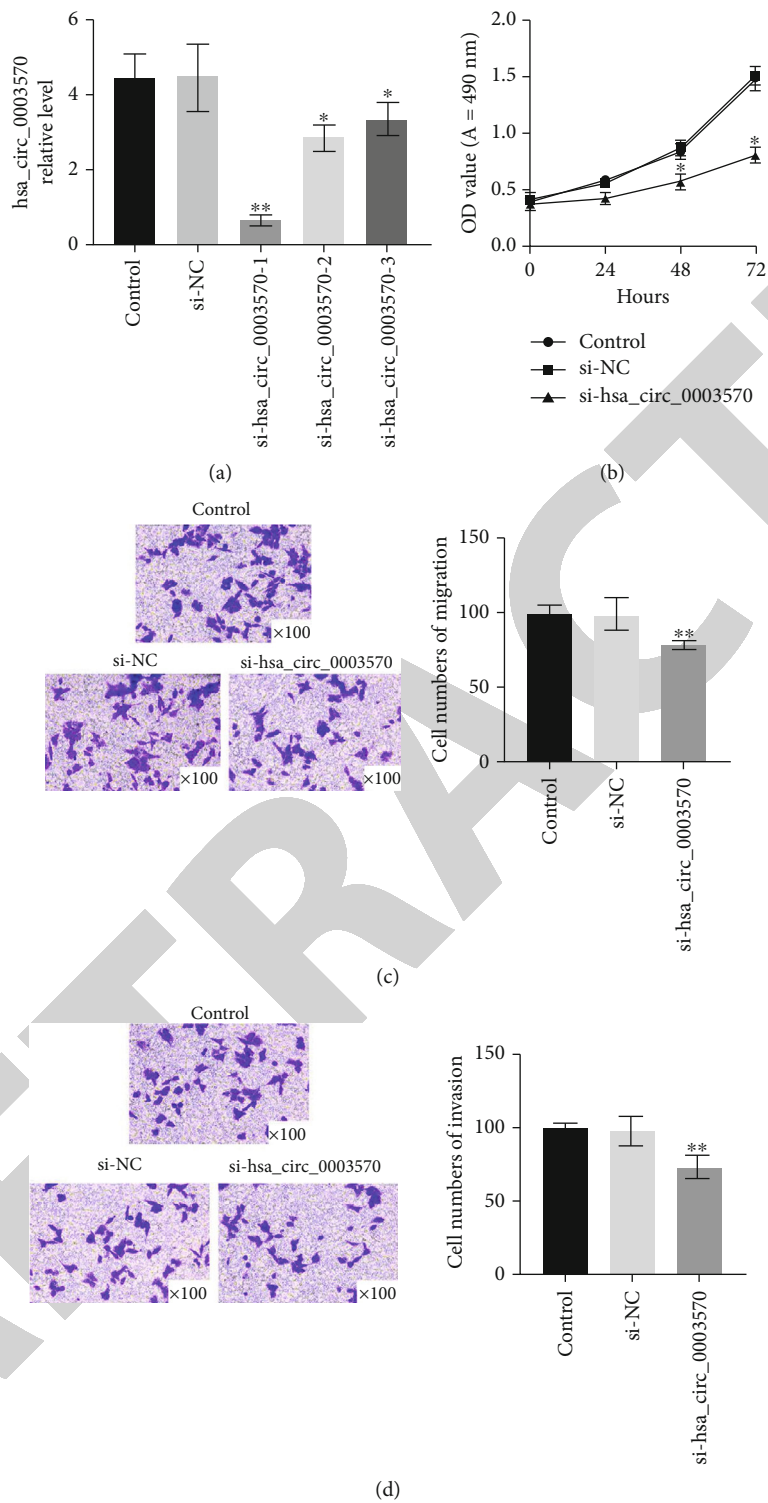 hsa_circ_0003570
relative level
6
4
2
0
**
*
*
Control
si-NC
si-hsa_circ_0003570-1
si-hsa_circ_0003570-2
si-hsa_circ_0003570-3
(a)
OD value (A = 490 nm)
2.0
1.5
1.0
0.5
0.0
*
*
0 24 48 72
Hours
Control
si-NC
si-hsa_circ_0003570
(b)
Control
×100
si-NC
×100
si-hsa_circ_0003570
×100
Cell numbers of migration
150
100
50
0
**
Control
si-NC
si-hsa_circ_0003570
(c)
Control
×100
si-NC
×100
si-hsa_circ_0003570
×100
Cell numbers of invasion
150
100
50
0
**
Control
si-NC
si-hsa_circ_0003570
(d)